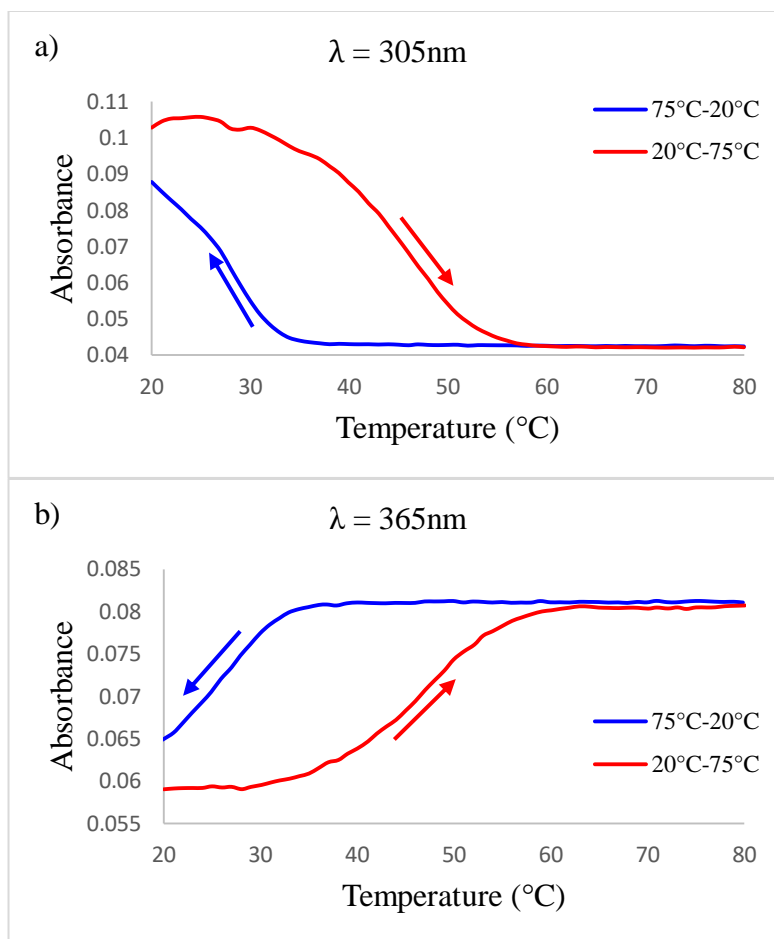 a)
λ = 305nm
0.11
0.1
0.09
0.08
0.07
0.06
0.05
0.04
Absorbance
75°C-20°C
20°C-75°C
20 30 40 50 60 70 80
Temperature (°C)
b)
λ = 365nm
0.085
0.08
0.075
0.07
0.065
0.06
0.055
Absorbance
75°C-20°C
20°C-75°C
20 30 40 50 60 70 80
Temperature (°C)